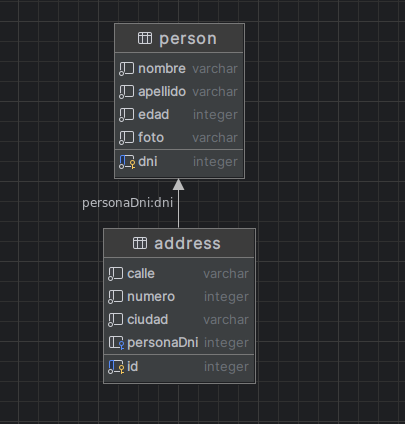 person
nombre varchar
apellido varchar
edad integer
foto varchar
dni integer
personaDni:dni
address
calle varchar
numero integer
ciudad varchar
personaDni integer
id integer